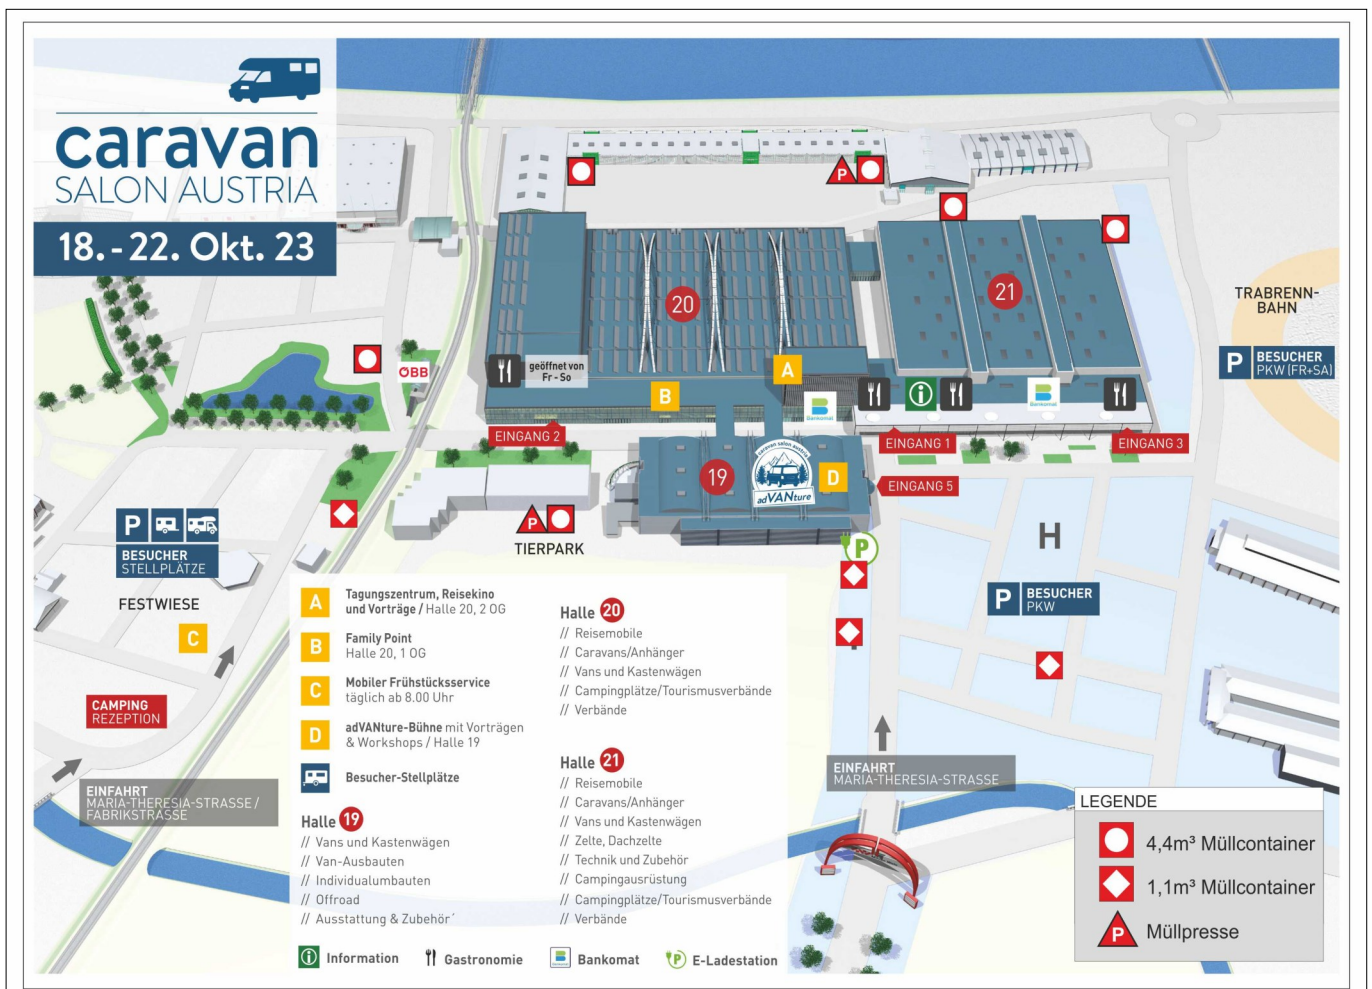 caravan
SALON AUSTRIA
18. - 22. Okt. 23
P
20
21
TRABRENN-
BAHN
P BESUCHER
PKW (FR+SA)
ÖBB
geöffnet von
Fr - So
A
B
Bankomat
Bankomat
EINGANG 2
EINGANG 1
EINGANG 3
19
caravan salon austria
adVANture
D
EINGANG 5
P
BESUCHER
STELLPLÄTZE
P
TIERPARK
P
H
FESTWIESE
C
P BESUCHER
PKW
CAMPING
REZEPTION
EINFAHRT
MARIA-THERESIA-STRASSE /
FABRIKSTRASSE
EINFAHRT
MARIA-THERESIA-STRASSE
A Tagungszentrum, Reisekino
und Vorträge / Halle 20, 2 OG
B Family Point
Halle 20, 1 OG
C Mobiler Frühstücksservice
täglich ab 8.00 Uhr
D adVANture-Bühne mit Vorträgen
& Workshops / Halle 19
Besucher-Stellplätze
Halle 19
// Vans und Kastenwägen
// Van-Ausbauten
// Individualumbauten
// Offroad
// Ausstattung & Zubehör´
Halle 20
// Reisemobile
// Caravans/Anhänger
// Vans und Kastenwägen
// Campingplätze/Tourismusverbände
// Verbände
Halle 21
// Reisemobile
// Caravans/Anhänger
// Vans und Kastenwägen
// Zelte, Dachzelte
// Technik und Zubehör
// Campingausrüstung
// Campingplätze/Tourismusverbände
// Verbände
i Information
Gastronomie
Bankomat
P E-Ladestation
LEGENDE
4,4m³ Müllcontainer
1,1m³ Müllcontainer
P Müllpresse